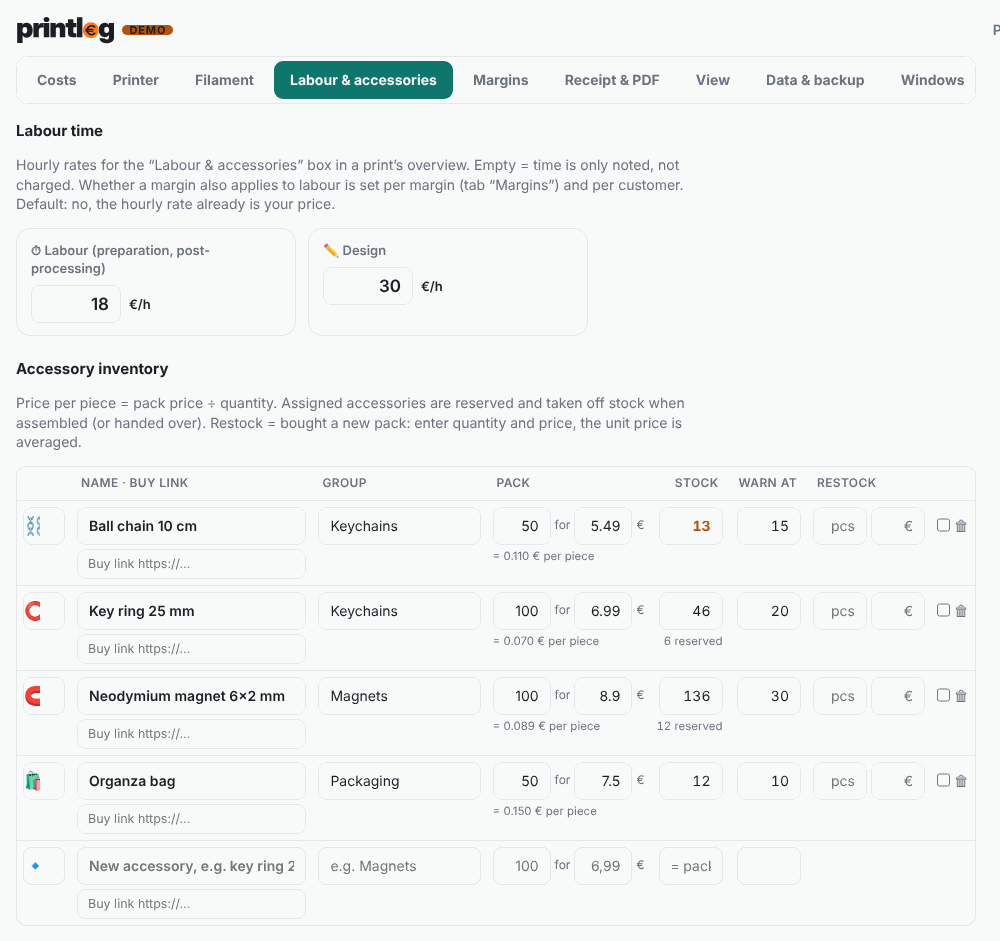 printl€g DEMO
P
Costs Printer Filament Labour & accessories Margins Receipt & PDF View Data & backup Windows
Labour time
Hourly rates for the “Labour & accessories” box in a print’s overview. Empty = time is only noted, not
charged. Whether a margin also applies to labour is set per margin (tab “Margins”) and per customer.
Default: no, the hourly rate already is your price.
⏱ Labour (preparation, post-
processing)
18 €/h
✏️ Design
30 €/h
Accessory inventory
Price per piece = pack price ÷ quantity. Assigned accessories are reserved and taken off stock when
assembled (or handed over). Restock = bought a new pack: enter quantity and price, the unit price is
averaged.
NAME · BUY LINK GROUP PACK STOCK WARN AT RESTOCK
Ball chain 10 cm Keychains 50 for 5.49 € 13 15 pcs €
Buy link https://... = 0.110 € per piece
Key ring 25 mm Keychains 100 for 6.99 € 46 20 pcs €
Buy link https://... = 0.070 € per piece 6 reserved
Neodymium magnet 6×2 mm Magnets 100 for 8.9 € 136 30 pcs €
Buy link https://... = 0.089 € per piece 12 reserved
Organza bag Packaging 50 for 7.5 € 12 10 pcs €
Buy link https://... = 0.150 € per piece
New accessory, e.g. key ring 2 e.g. Magnets 100 for 6,99 € = pack
Buy link https://...